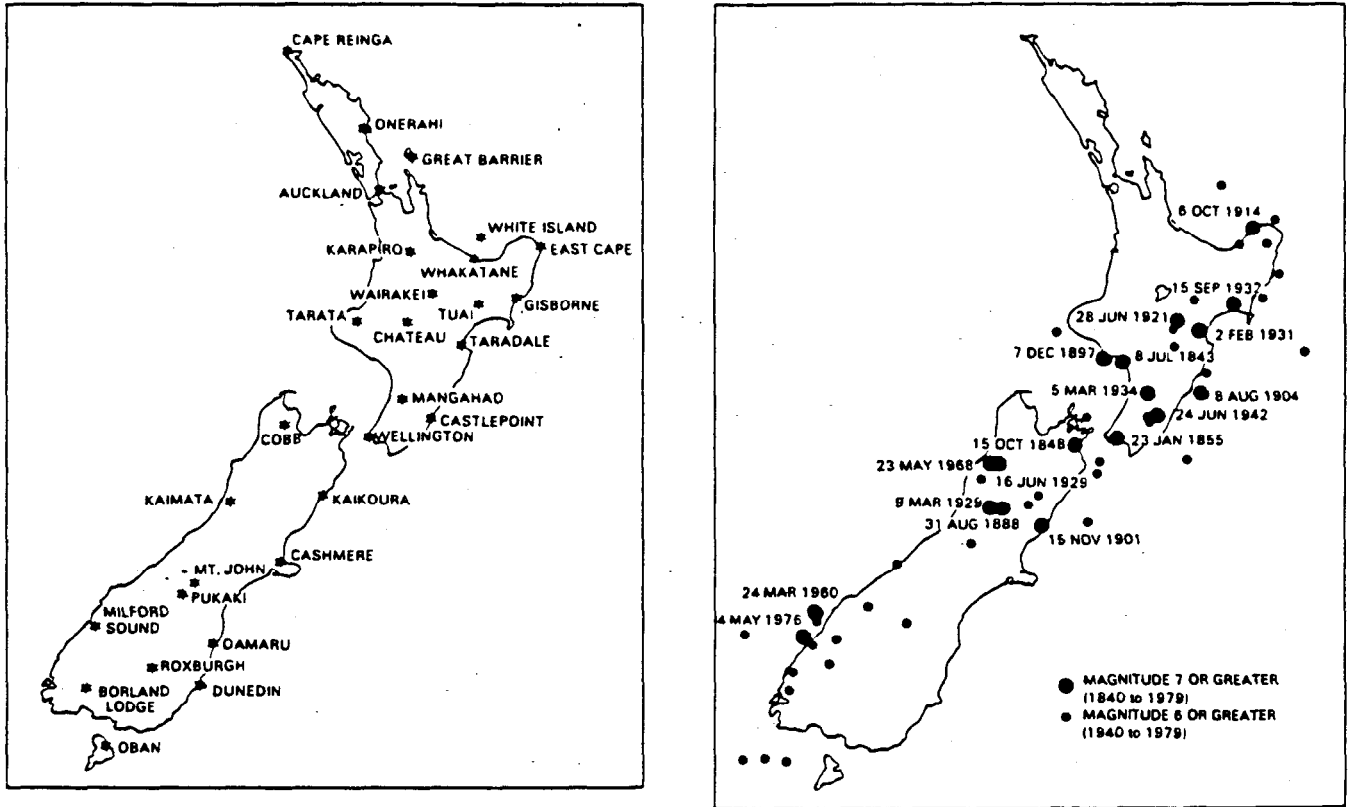 CAPE REINGA
ONERAHI
GREAT BARRIER
AUCKLAND
WHITE ISLAND
KARAPIRO
EAST CAPE
WHAKATANE
WAIRAKEI
TUAI
GISBORNE
TARATA
CHATEAU
TARADALE
MANGAHAO
CASTLEPOINT
COBB
WELLINGTON
KAIMATA
KAIKOURA
CASHMERE
MT. JOHN
PUKAKI
MILFORD
SOUND
OAMARU
ROXBURGH
BORLAND
LODGE
DUNEDIN
OBAN
6 OCT 1914
15 SEP 1932
28 JUN 1921
2 FEB 1931
7 DEC 1897
8 JUL 1843
5 MAR 1934
8 AUG 1904
24 JUN 1942
15 OCT 1848
23 JAN 1855
23 MAY 1968
16 JUN 1929
9 MAR 1929
31 AUG 1888
15 NOV 1901
24 MAR 1960
4 MAY 1976
MAGNITUDE 7 OR GREATER
(1840 to 1979)
MAGNITUDE 6 OR GREATER
(1940 to 1979)